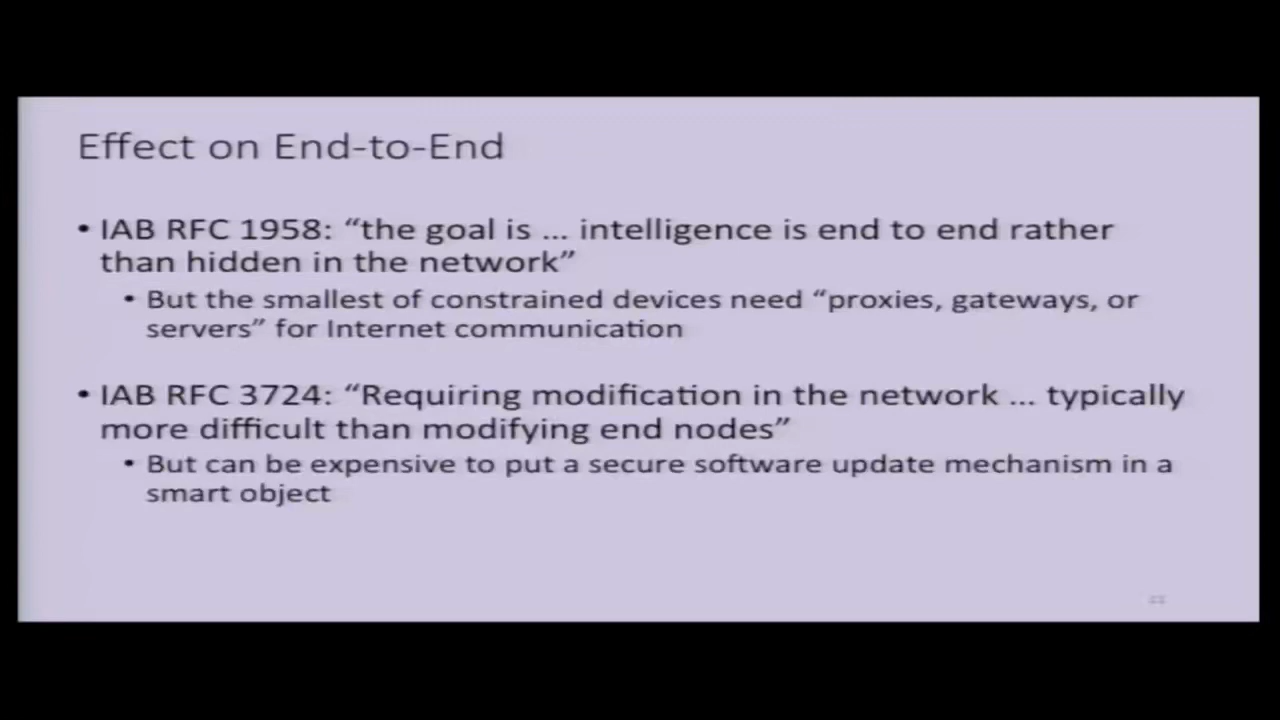 Effect on End-to-End
• IAB RFC 1958: “the goal is … intelligence is end to end rather
than hidden in the network”
• But the smallest of constrained devices need “proxies, gateways, or
servers” for Internet communication
• IAB RFC 3724: “Requiring modification in the network … typically
more difficult than modifying end nodes”
• But can be expensive to put a secure software update mechanism in a
smart object